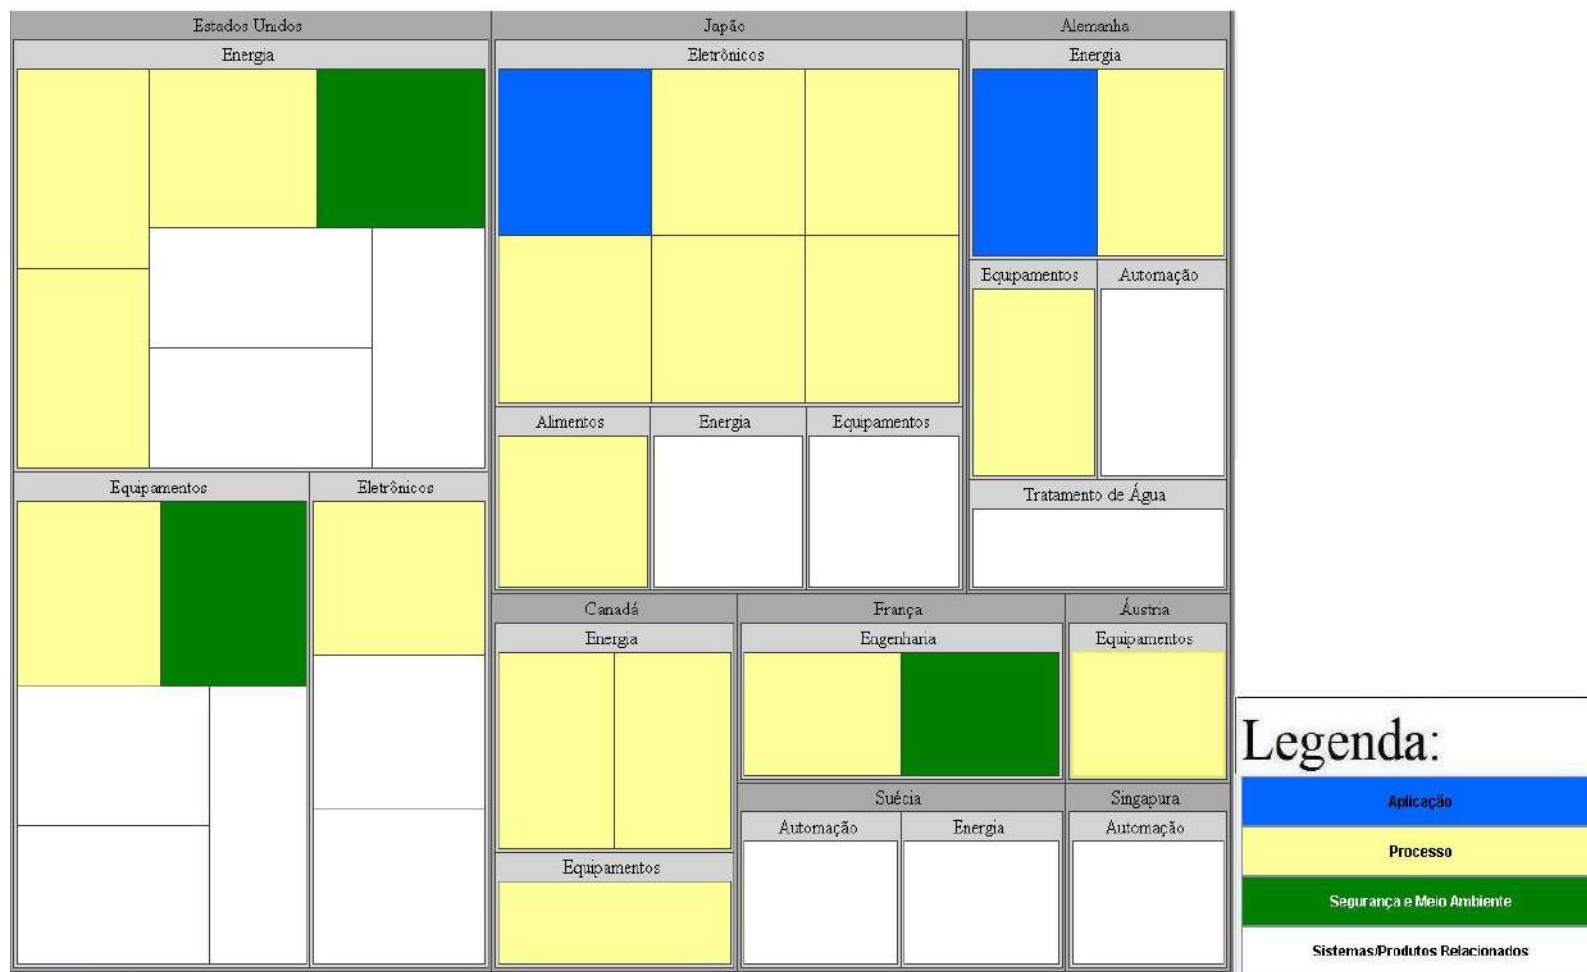 Estados Unidos
Energia
Equipamentos
Eletrônicos
Japão
Eletrônicos
Alimentos
Energia
Equipamentos
Alemanha
Energia
Equipamentos
Automação
Tratamento de Água
Canadá
Energia
Equipamentos
França
Engenharia
Áustria
Equipamentos
Suécia
Automação
Energia
Singapura
Automação
Legenda:
Aplicação
Processo
Segurança e Meio Ambiente
Sistemas/Produtos Relacionados